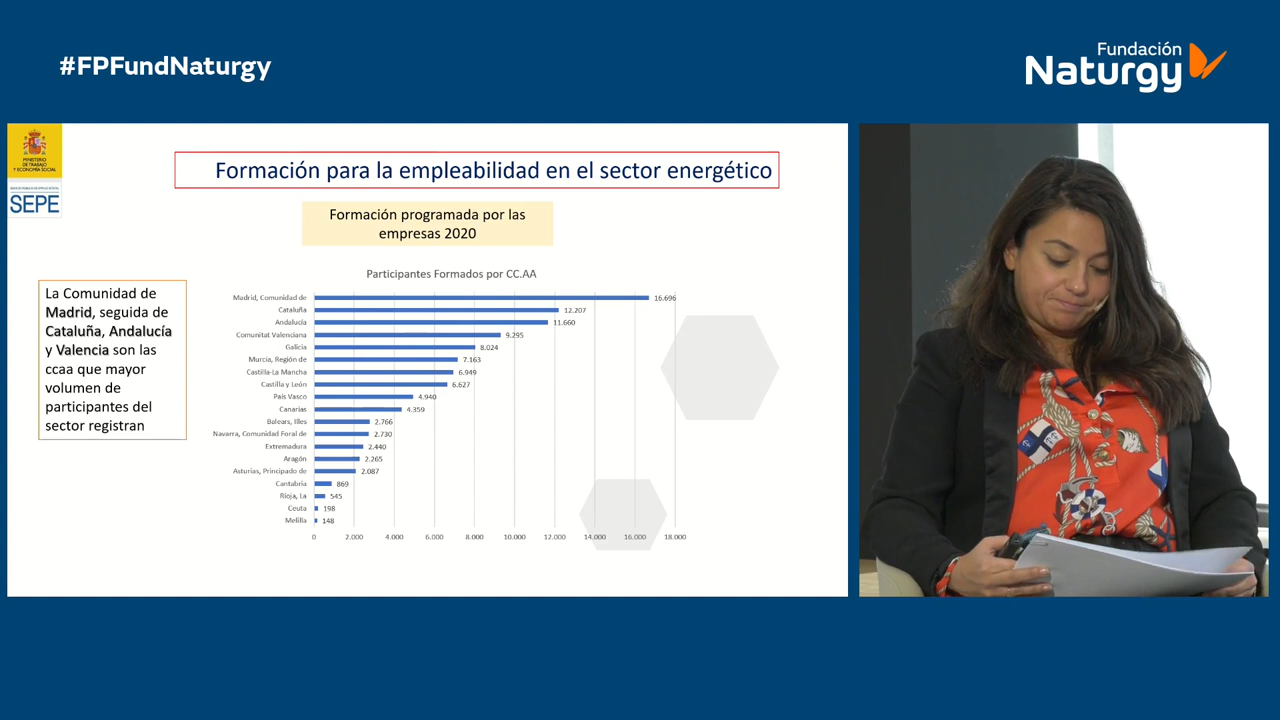 #FPFundNaturgy
Fundación
Naturgy
MINISTERIO
DE TRABAJO
Y ECONOMÍA SOCIAL
SEPE
Formación para la empleabilidad en el sector energético
Formación programada por las
empresas 2020
La Comunidad de
Madrid, seguida de
Cataluña, Andalucía
y Valencia son las
ccaa que mayor
volumen de
participantes del
sector registran
Participantes Formados por CC.AA
Madrid, Comunidad de 16.696
Cataluña 12.207
Andalucía 11.660
Comunitat Valenciana 9.295
Galicia 8.024
Murcia, Región de 7.163
Castilla-La Mancha 6.949
Castilla y León 6.627
País Vasco 4.940
Canarias 4.359
Balears, Illes 2.766
Navarra, Comunidad Foral de 2.730
Extremadura 2.440
Aragón 2.265
Asturias, Principado de 2.087
Cantabria 869
Rioja, La 545
Ceuta 198
Melilla 148
0 2.000 4.000 6.000 8.000 10.000 12.000 14.000 16.000 18.000